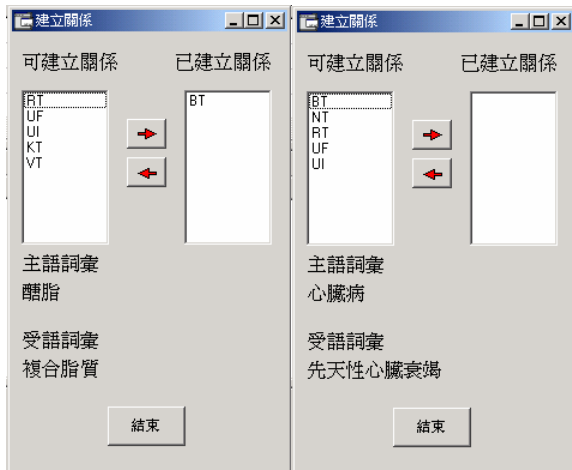 建立關係
可建立關係 已建立關係
RT
UF
UI
KT
VT
BT
主語詞彙
醣脂
受語詞彙
複合脂質
結束
建立關係
可建立關係 已建立關係
BT
NT
RT
UF
UI
主語詞彙
心臟病
受語詞彙
先天性心臟衰竭
結束